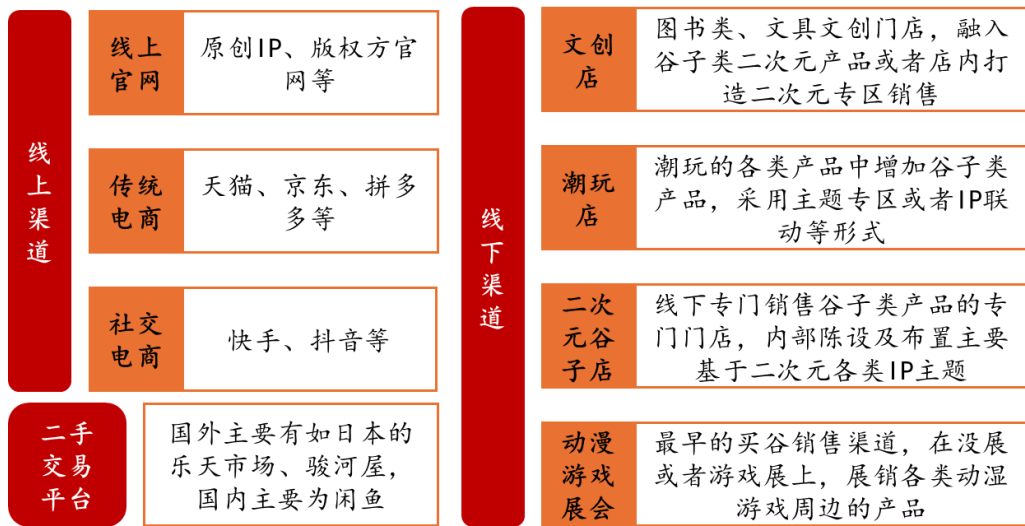 线上渠道
线上
官网
原创IP、版权方官
网等
传统
电商
天猫、京东、拼多
多等
社交
电商
快手、抖音等
二手
交易
平台
国外主要有如日本的
乐天市场、骏河屋，
国内主要为闲鱼
线下渠道
文创
店
图书类、文具文创门店，融入
谷子类二次元产品或者店内打
造二次元专区销售
潮玩
店
潮玩的各类产品中增加谷子类
产品，采用主题专区或者IP联
动等形式
二次
元谷
子店
线下专门销售谷子类产品的专
门门店，内部陈设及布置主要
基于二次元各类IP主题
动漫
游戏
展会
最早的买谷销售渠道，在没展
或者游戏展上，展销各类动湿
游戏周边的产品